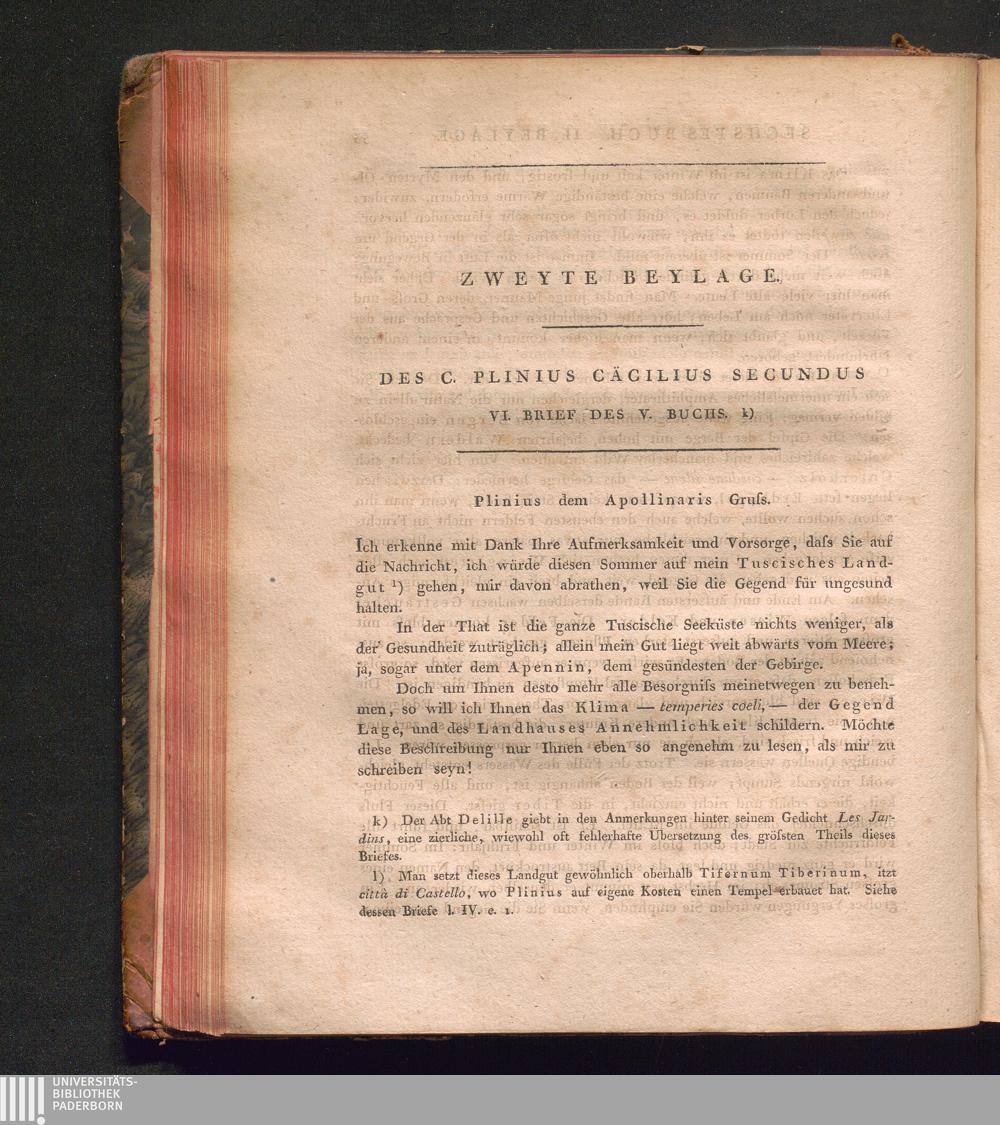 ZWEYTE BEYLAGE.
DES C. PLINIUS CÄCILIUS SECUNDUS
VI. BRIEF DES V. BUCHS. k)
Plinius dem Apollinaris Gruſs.
Ich erkenne mit Dank Ihre Aufmerksamkeit und Vorsorge, daſs Sie auf
die Nachricht, ich würde diesen Sommer auf mein Tuscisches Land-
gut ¹) gehen, mir davon abrathen, weil Sie die Gegend für ungesund
halten.
In der That ist die ganze Tuscische Seeküste nichts weniger, als
der Gesundheit zuträglich; allein mein Gut liegt weit abwärts vom Meere;
ja, sogar unter dem Apennin, dem gesündesten der Gebirge.
Doch um Ihnen desto mehr alle Besorgniſs meinetwegen zu beneh-
men, so will ich Ihnen das Klima — temperies coeli, — der Gegend
Lage, und des Landhauses Annehmlichkeit schildern. Möchte
diese Beschreibung nur Ihnen eben so angenehm zu lesen, als mir zu
schreiben seyn!
k) Der Abt Delille giebt in den Anmerkungen hinter seinem Gedicht Les Jar-
dins, eine zierliche, wiewohl oft fehlerhafte Übersetzung des gröſsten Theils dieses
Briefes.
l) Man setzt dieses Landgut gewöhnlich oberhalb Tifernum Tiberinum, itzt
città di Castello, wo Plinius auf eigene Kosten einen Tempel erbauet hat. Siehe
dessen Briefe l. IV. e. 1.
UNIVERSITÄTS-
BIBLIOTHEK
PADERBORN